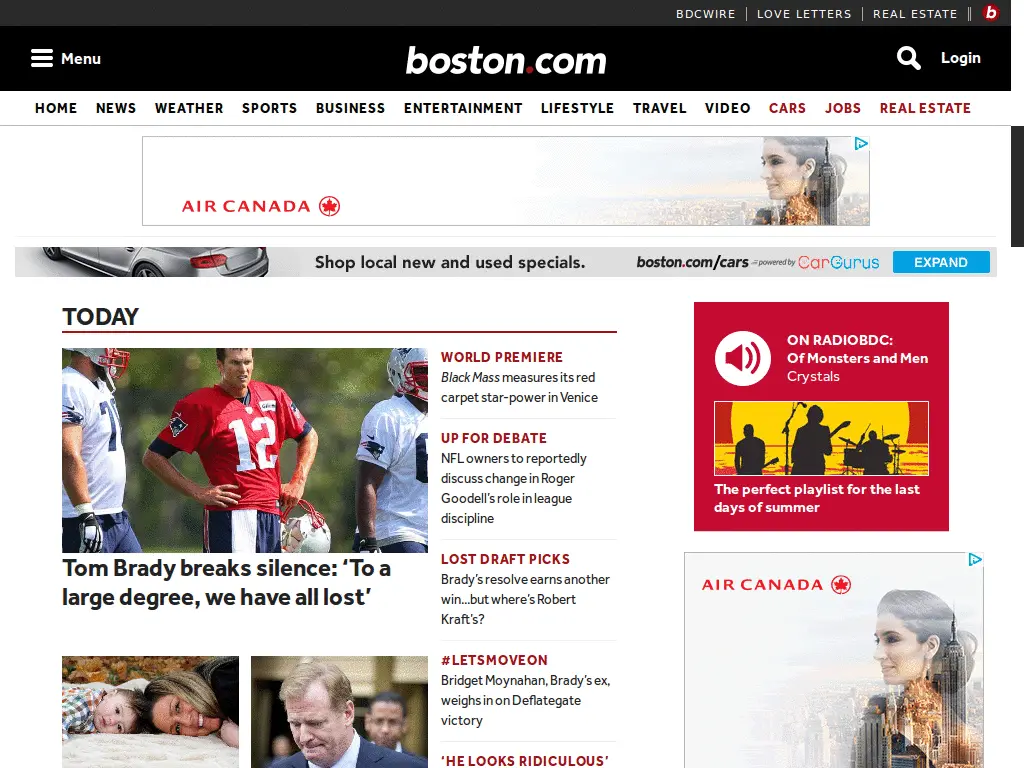 BDCWIRE
LOVE LETTERS
REAL ESTATE
b
Menu
boston.com
Login
HOME NEWS WEATHER SPORTS BUSINESS ENTERTAINMENT LIFESTYLE TRAVEL VIDEO CARS JOBS REAL ESTATE
AIR CANADA
Shop local new and used specials.
boston.com/cars powered by CarGurus
EXPAND
TODAY
Tom Brady breaks silence: ‘To a
large degree, we have all lost’
WORLD PREMIERE
Black Mass measures its red
carpet star-power in Venice
UP FOR DEBATE
NFL owners to reportedly
discuss change in Roger
Goodell’s role in league
discipline
LOST DRAFT PICKS
Brady’s resolve earns another
win...but where’s Robert
Kraft’s?
#LETSMOVEON
Bridget Moynahan, Brady’s ex,
weighs in on Deflategate
victory
‘HE LOOKS RIDICULOUS’
ON RADIOBDC:
Of Monsters and Men
Crystals
The perfect playlist for the last
days of summer
AIR CANADA
12